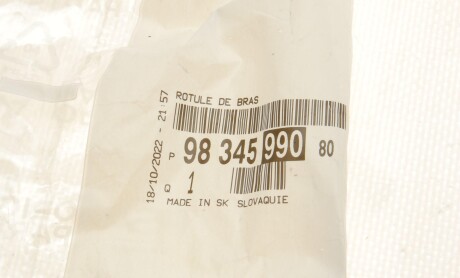 ROTULE DE BRAS
P 98 345 990 80
Q 1
MADE IN SK SLOVAQUIE
18/10/2022 - 21:57